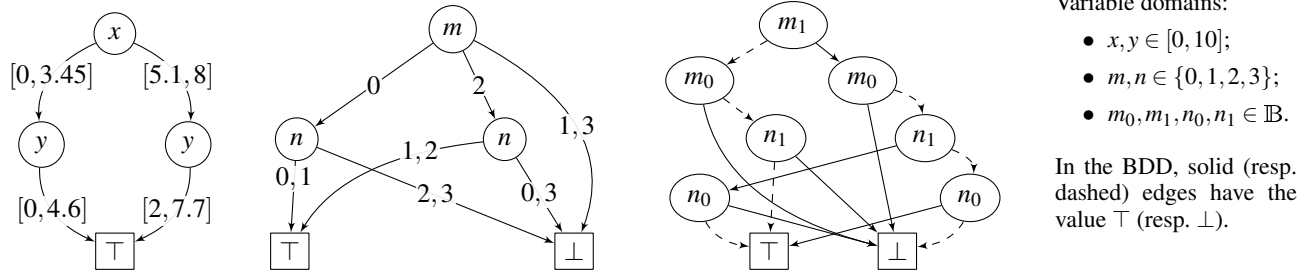 x
[0, 3.45] [5.1, 8]
y y
[0, 4.6] [2, 7.7]
⊤
m
0 2 1, 3
n n
1, 2
0, 1 2, 3 0, 3
⊤ ⊥
m₁
m₀ m₀
n₁ n₁
n₀ n₀
⊤ ⊥
Variable domains:
• x, y ∈ [0, 10];
• m, n ∈ {0, 1, 2, 3};
• m₀, m₁, n₀, n₁ ∈ 𝔹.
In the BDD, solid (resp.
dashed) edges have the
value ⊤ (resp. ⊥).